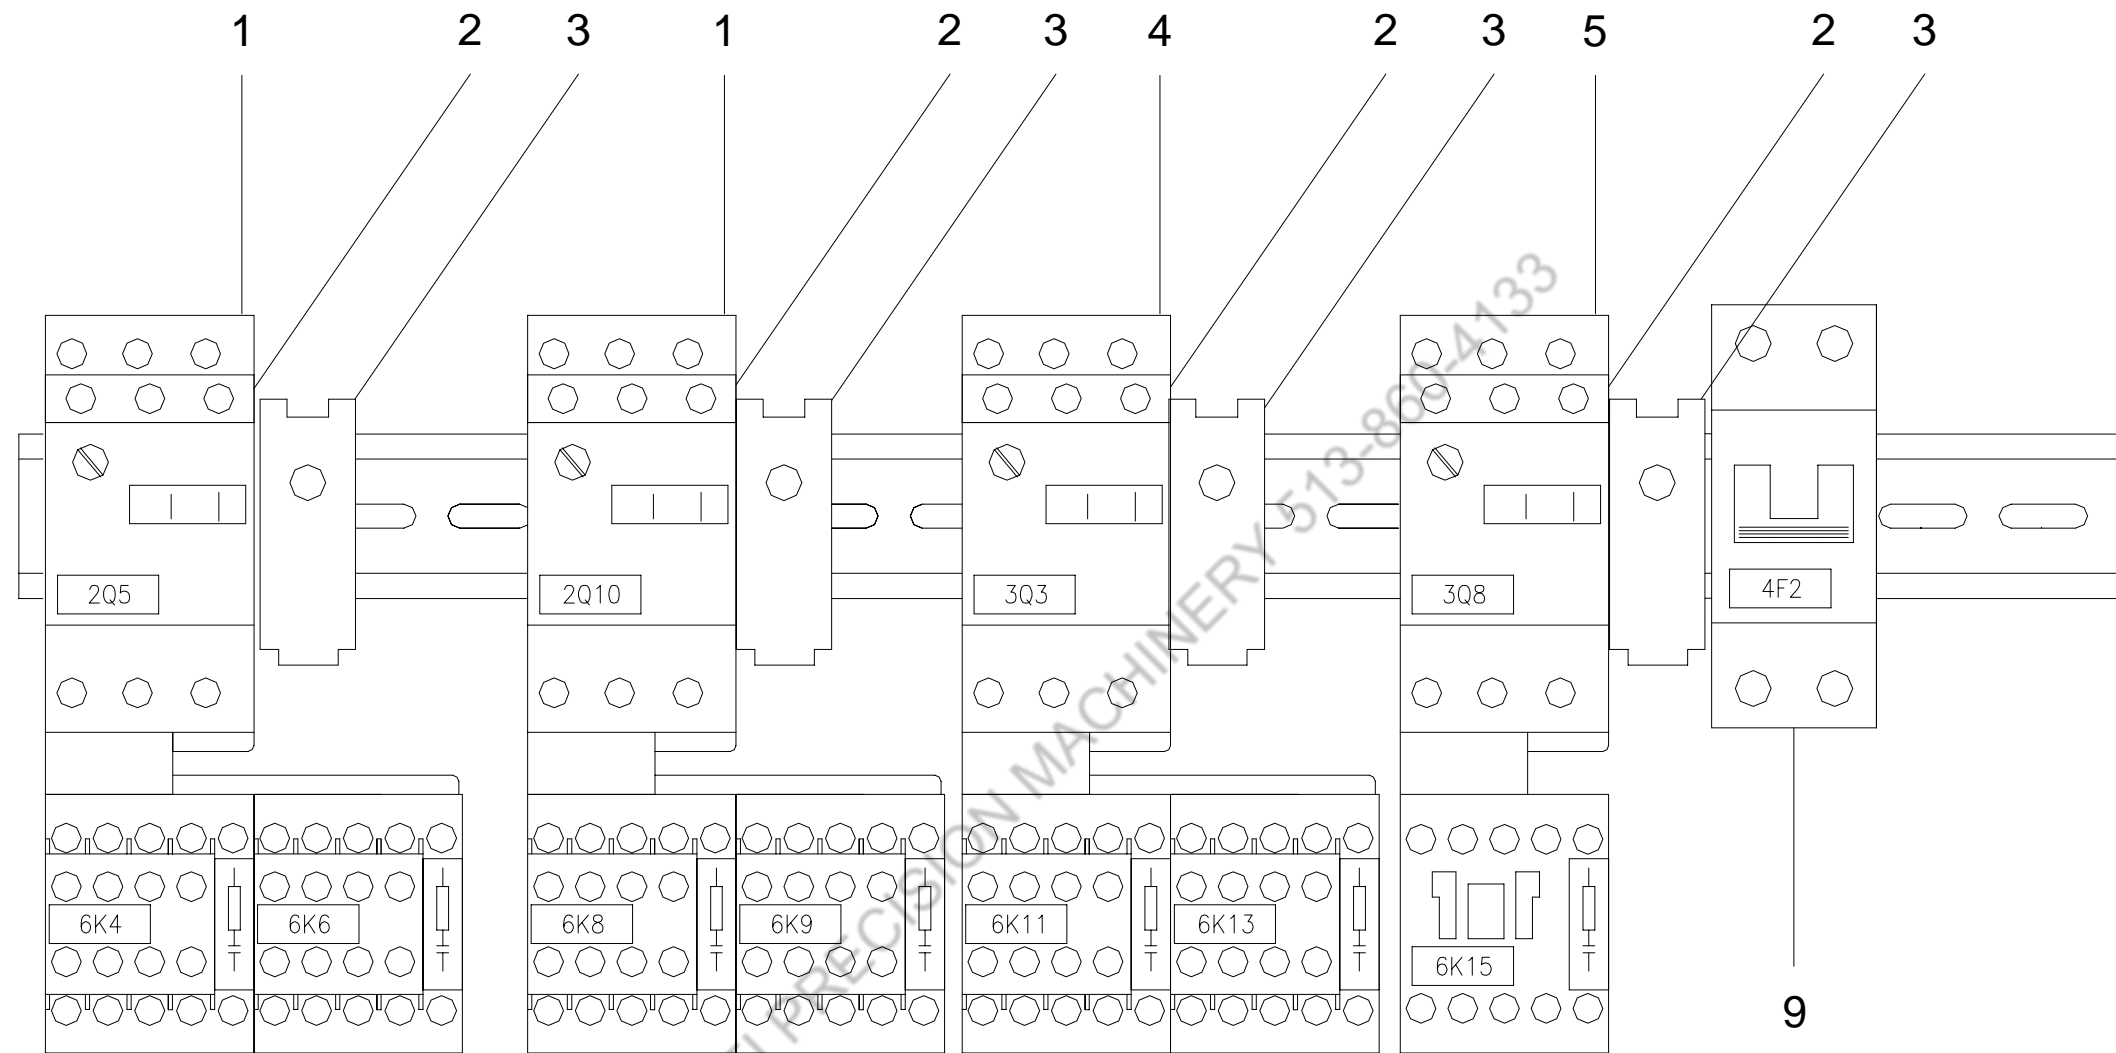 1 2 3 1 2 3 4 2 3 5 2 3
2Q5 2Q10 3Q3 3Q8 4F2
6K4 6K6 6K8 6K9 6K11 6K13 6K15
9
PRECISION MACHINERY 513-860-4133